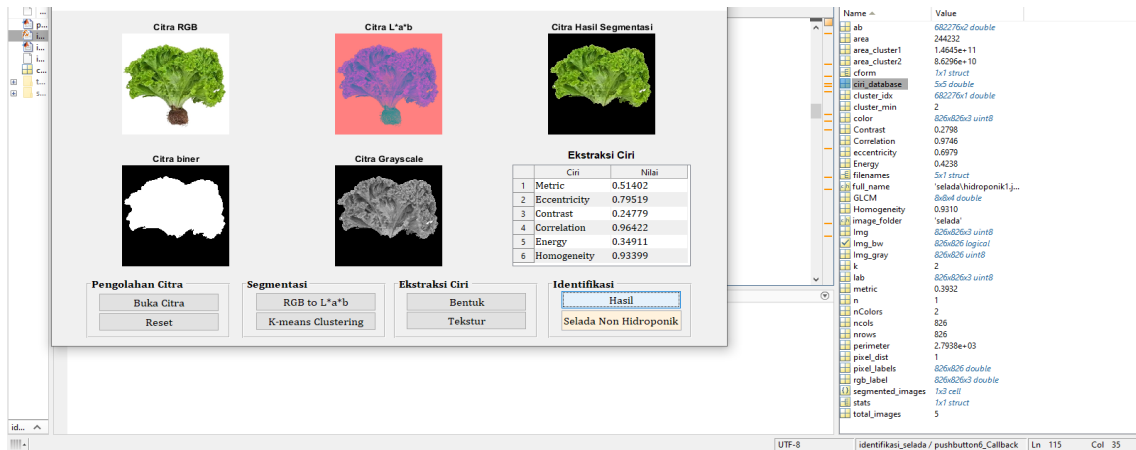 p...
i...
i...
i...
c...
t...
s...
id...
Citra RGB
Citra L*a*b
Citra Hasil Segmentasi
Citra biner
Citra Grayscale
Ekstraksi Ciri
Ciri Nilai
1 Metric 0.51402
2 Eccentricity 0.79519
3 Contrast 0.24779
4 Correlation 0.96422
5 Energy 0.34911
6 Homogeneity 0.93399
Pengolahan Citra
Buka Citra
Reset
Segmentasi
RGB to L*a*b
K-means Clustering
Ekstraksi Ciri
Bentuk
Tekstur
Identifikasi
Hasil
Selada Non Hidroponik
Name Value
ab 682276x2 double
area 244232
area_cluster1 1.4645e+11
area_cluster2 8.6296e+10
cform 1x1 struct
ciri_database 5x5 double
cluster_idx 682276x1 double
cluster_min 2
color 826x826x3 uint8
Contrast 0.2798
Correlation 0.9746
eccentricity 0.6979
Energy 0.4238
filenames 5x1 struct
full_name 'selada\hidroponik1.j...
GLCM 8x8x4 double
Homogeneity 0.9310
image_folder 'selada'
Img 826x826x3 uint8
Img_bw 826x826 logical
Img_gray 826x826 uint8
k 2
lab 826x826x3 uint8
metric 0.3932
n 1
nColors 2
ncols 826
nrows 826
perimeter 2.7938e+03
pixel_dist 1
pixel_labels 826x826 double
rgb_label 826x826x3 double
segmented_images 1x3 cell
stats 1x1 struct
total_images 5
UTF-8 identifikasi_selada / pushbutton6_Callback Ln 115 Col 35